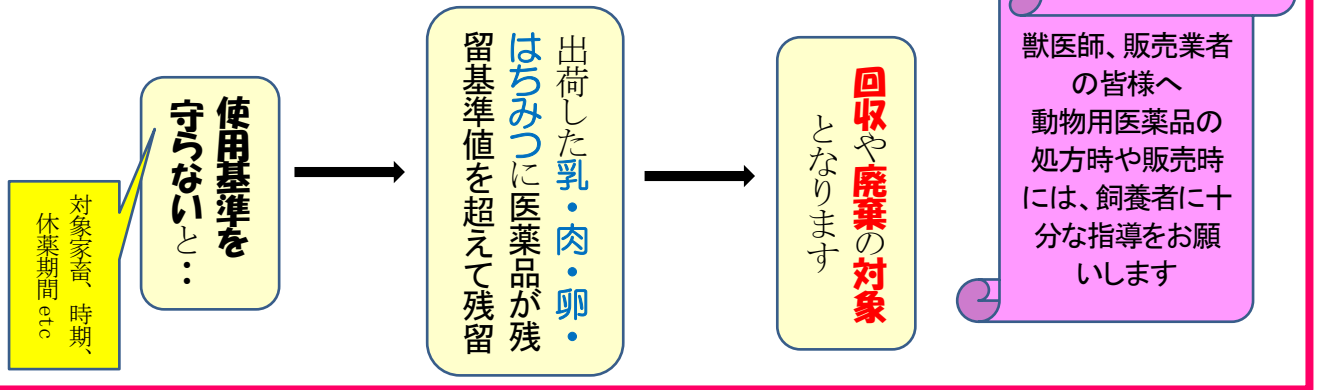 対象家畜、時期、
休薬期間 etc
使用基準を
守らないと・・
出荷した乳・肉・卵・
はちみつに医薬品が残
留基準値を超えて残留
回収や廃棄の対象
となります
獣医師、販売業者
の皆様へ
動物用医薬品の
処方時や販売時
には、飼養者に十
分な指導をお願
いします